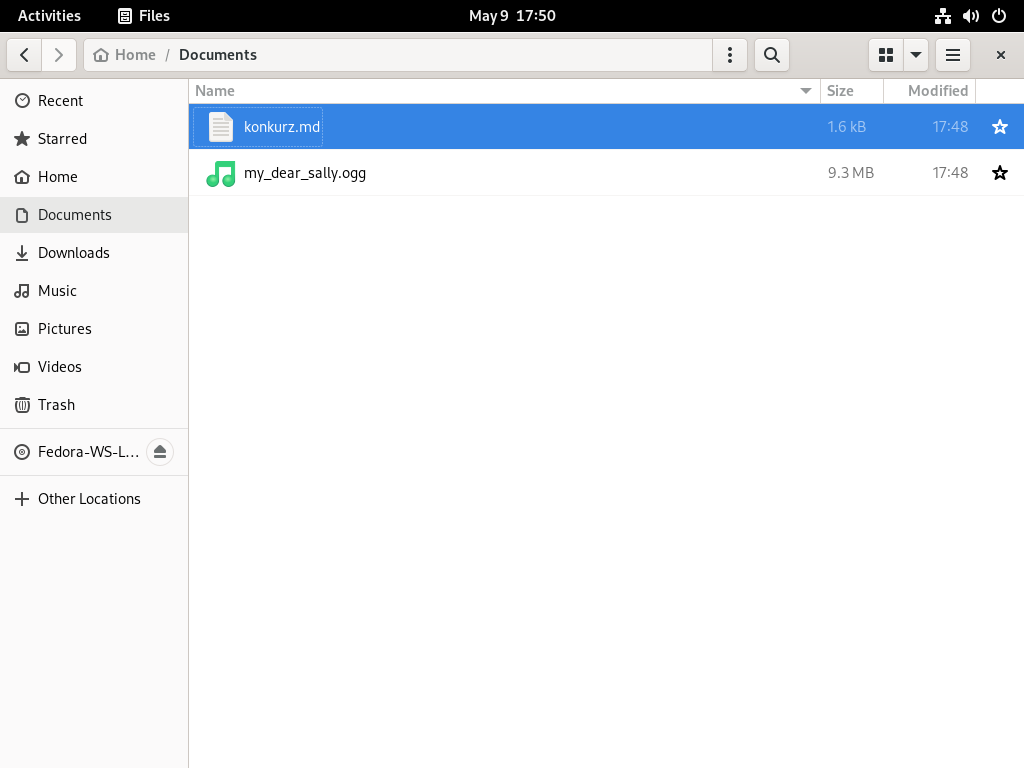 Activities Files May 9 17:50
Home / Documents
Name Size Modified
Recent
Starred
Home
Documents
Downloads
Music
Pictures
Videos
Trash
Fedora-WS-L...
Other Locations
konkurz.md 1.6 kB 17:48
my_dear_sally.ogg 9.3 MB 17:48